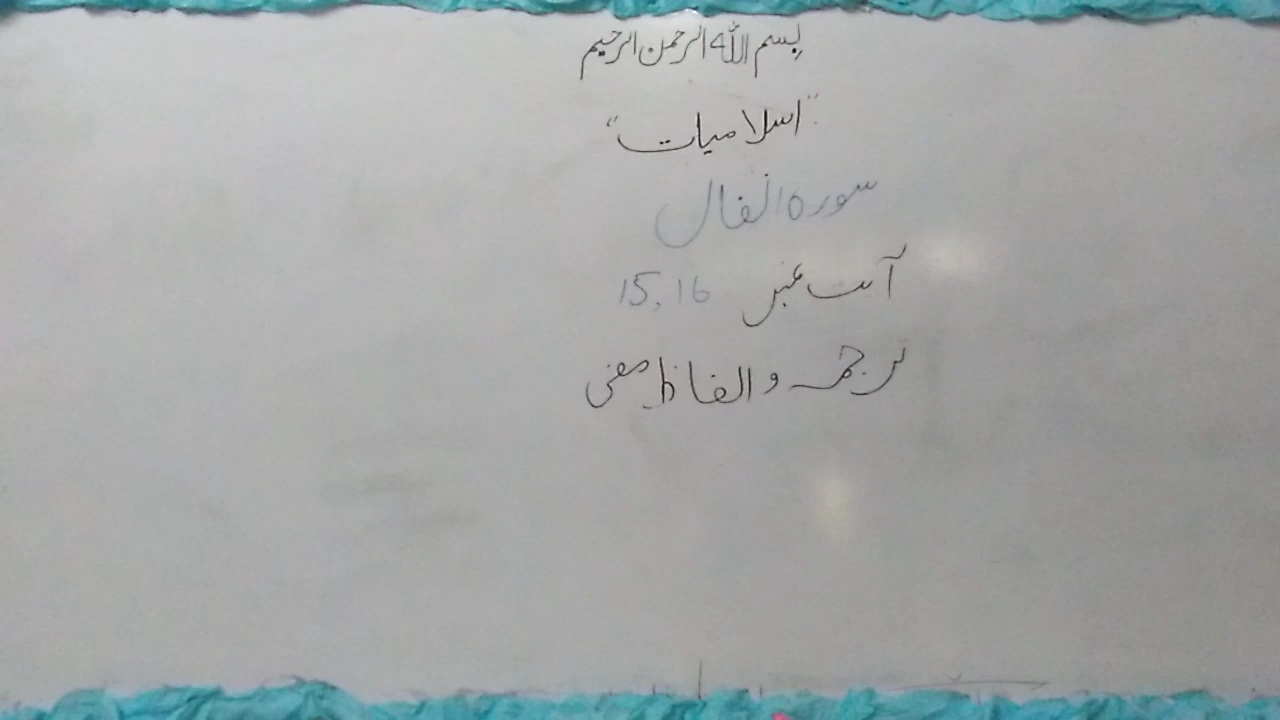 بسم اللہ الرحمن الرحیم
"اسلامیات"
سورہ انفال
آیت نمبر 15,16
ترجمہ و الفاظ معنی